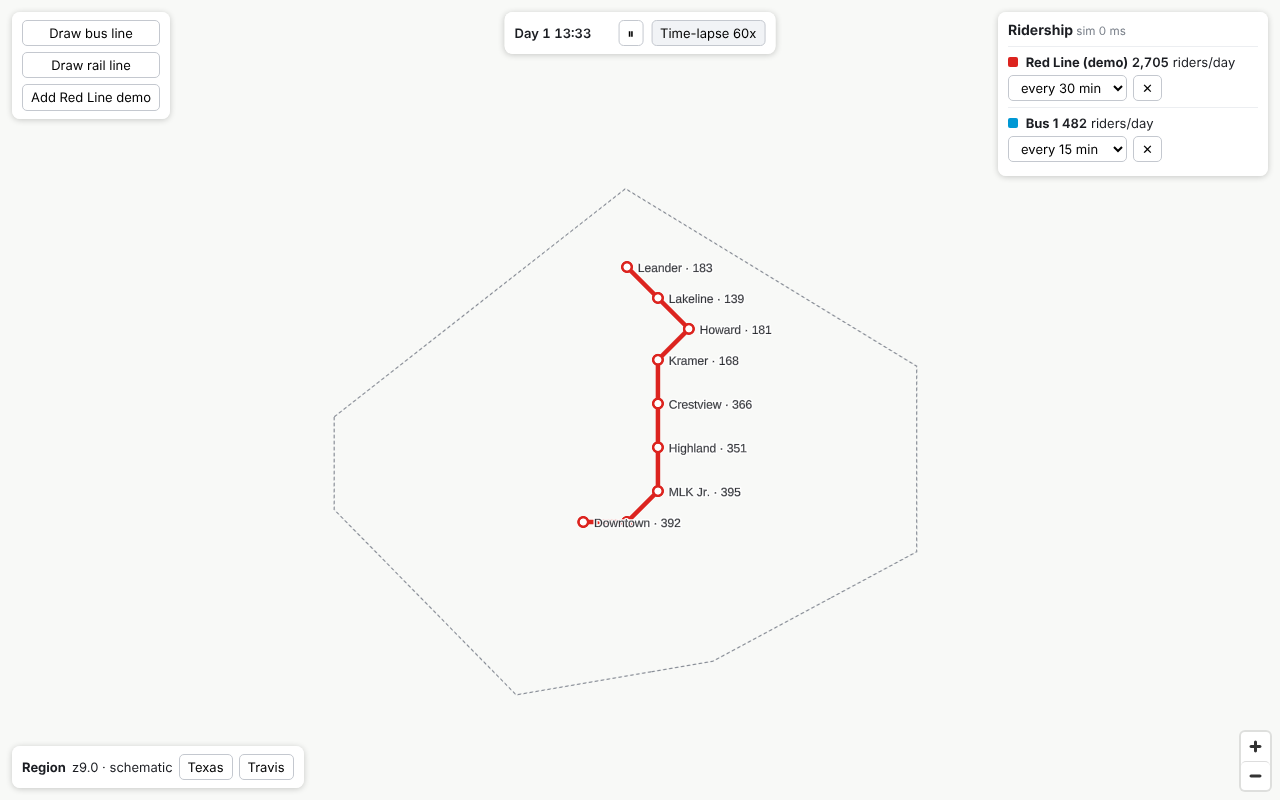 Draw bus line
Draw rail line
Add Red Line demo
Day 1 13:33
Time-lapse 60x
Ridership sim 0 ms
Red Line (demo) 2,705 riders/day
every 30 min
Bus 1 482 riders/day
every 15 min
Leander · 183
Lakeline · 139
Howard · 181
Kramer · 168
Crestview · 366
Highland · 351
MLK Jr. · 395
Downtown · 392
Region z9.0 · schematic Texas Travis